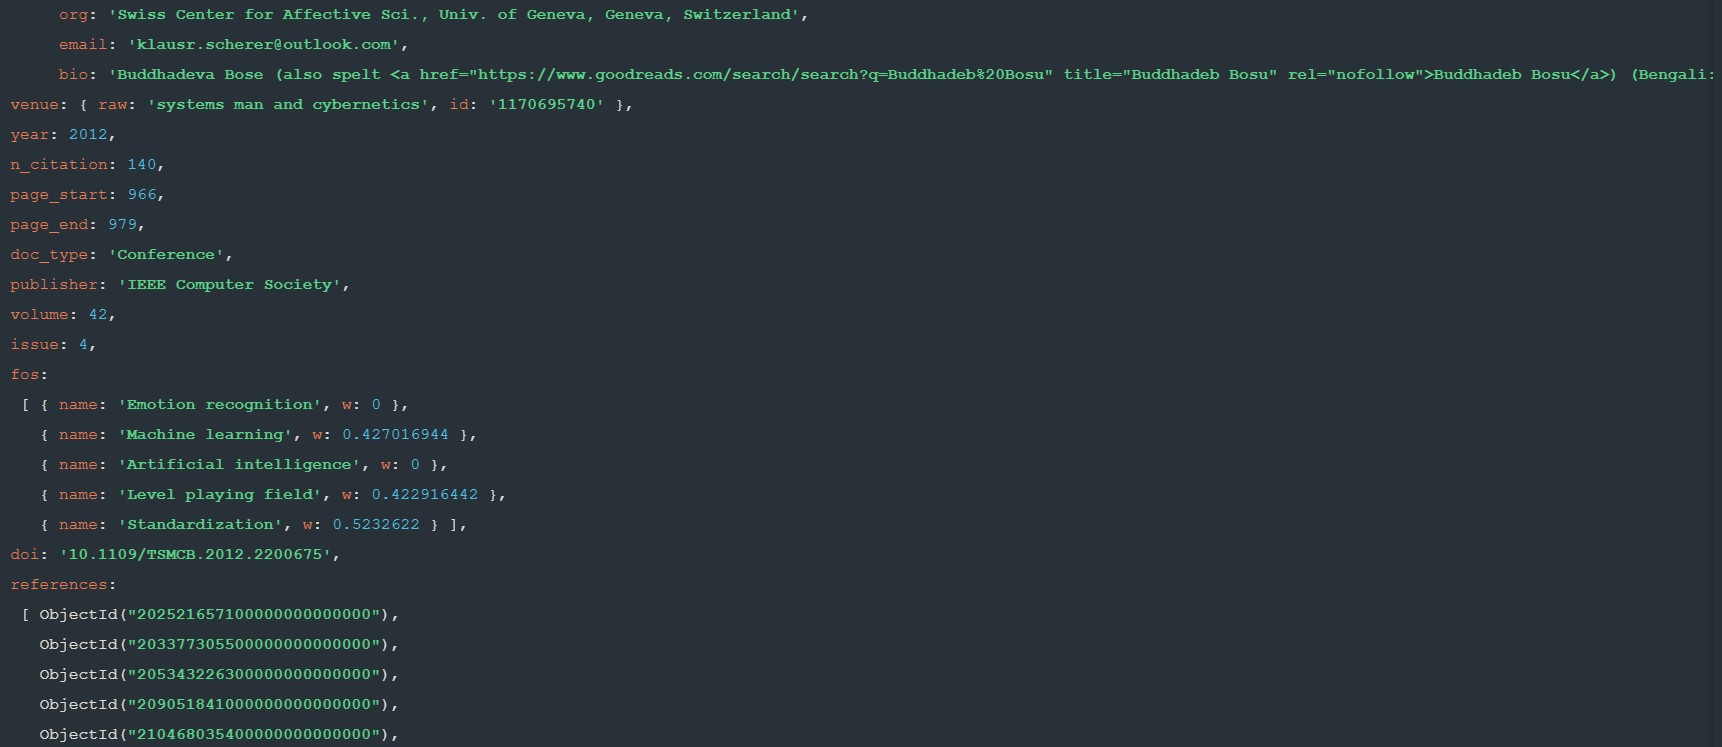 org: 'Swiss Center for Affective Sci., Univ. of Geneva, Geneva, Switzerland',
email: 'klausr.scherer@outlook.com',
bio: 'Buddhadeva Bose (also spelt <a href="https://www.goodreads.com/search/search?q=Buddhadeb%20Bosu" title="Buddhadeb Bosu" rel="nofollow">Buddhadeb Bosu</a>) (Bengali:
venue: { raw: 'systems man and cybernetics', id: '1170695740' },
year: 2012,
n_citation: 140,
page_start: 966,
page_end: 979,
doc_type: 'Conference',
publisher: 'IEEE Computer Society',
volume: 42,
issue: 4,
fos:
[ { name: 'Emotion recognition', w: 0 },
{ name: 'Machine learning', w: 0.427016944 },
{ name: 'Artificial intelligence', w: 0 },
{ name: 'Level playing field', w: 0.422916442 },
{ name: 'Standardization', w: 0.5232622 } ],
doi: '10.1109/TSMCB.2012.2200675',
references:
[ ObjectId("202521657100000000000000"),
ObjectId("203377305500000000000000"),
ObjectId("205343226300000000000000"),
ObjectId("209051841000000000000000"),
ObjectId("210468035400000000000000"),